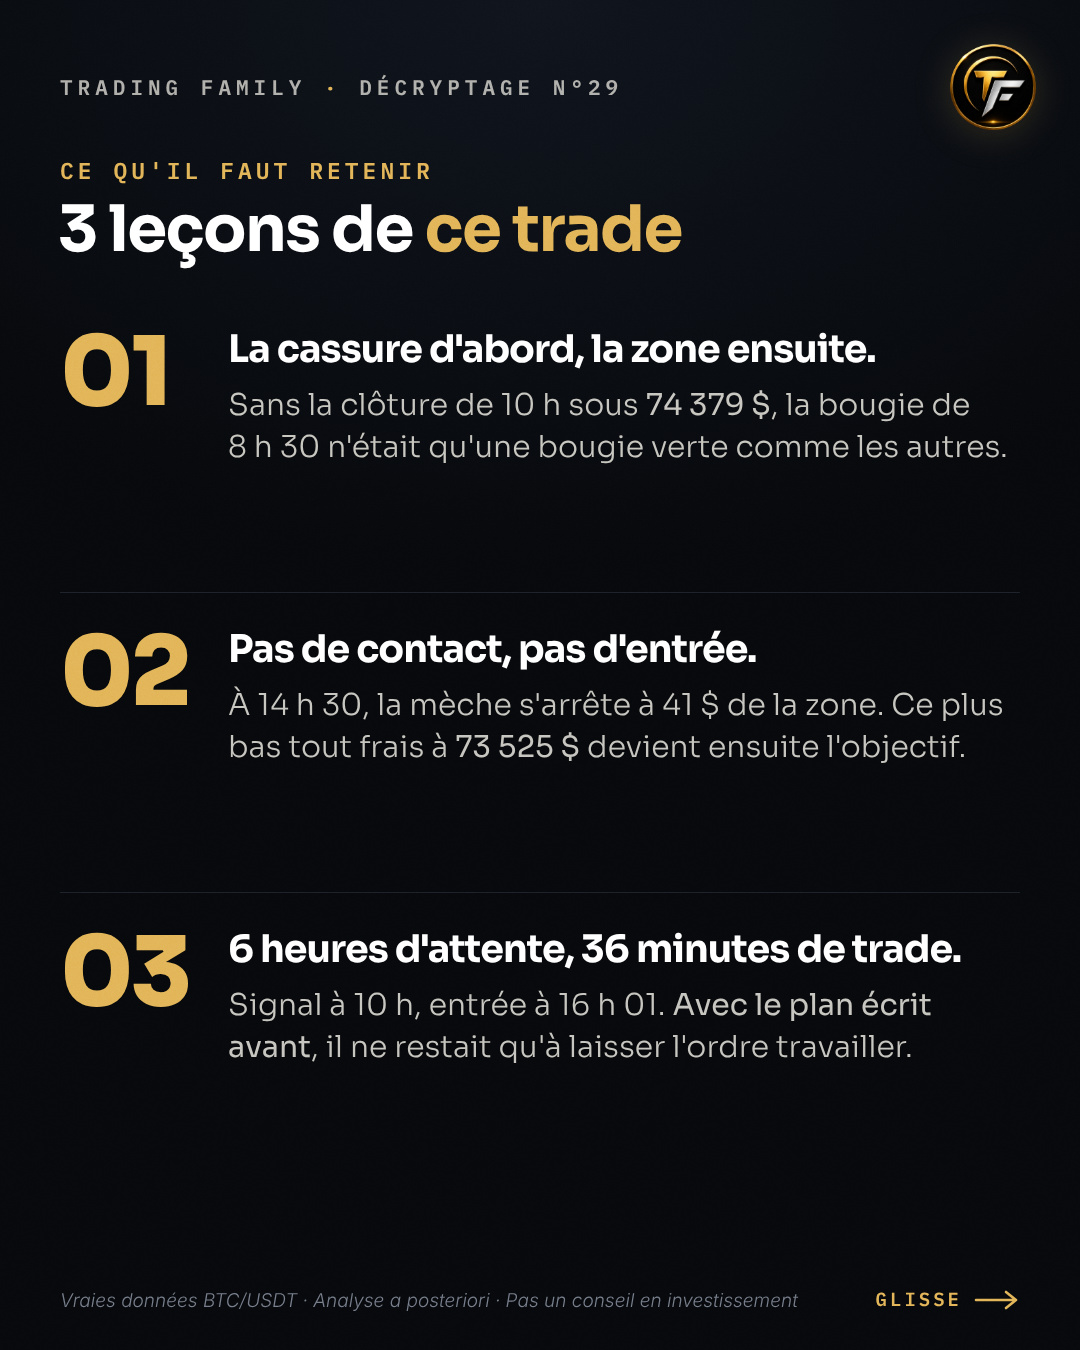 TRADING FAMILY · DÉCRYPTAGE N°29
TF
CE QU'IL FAUT RETENIR
3 leçons de ce trade
01
La cassure d'abord, la zone ensuite.
Sans la clôture de 10 h sous 74 379 $, la bougie de
8 h 30 n'était qu'une bougie verte comme les autres.
02
Pas de contact, pas d'entrée.
À 14 h 30, la mèche s'arrête à 41 $ de la zone. Ce plus
bas tout frais à 73 525 $ devient ensuite l'objectif.
03
6 heures d'attente, 36 minutes de trade.
Signal à 10 h, entrée à 16 h 01. Avec le plan écrit
avant, il ne restait qu'à laisser l'ordre travailler.
Vraies données BTC/USDT · Analyse a posteriori · Pas un conseil en investissement
GLISSE →